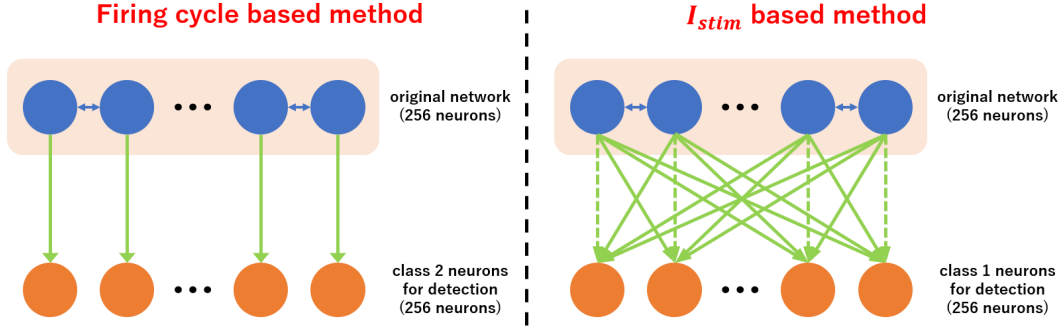 Firing cycle based method
original network
(256 neurons)
class 2 neurons
for detection
(256 neurons)
I_stim based method
original network
(256 neurons)
class 1 neurons
for detection
(256 neurons)